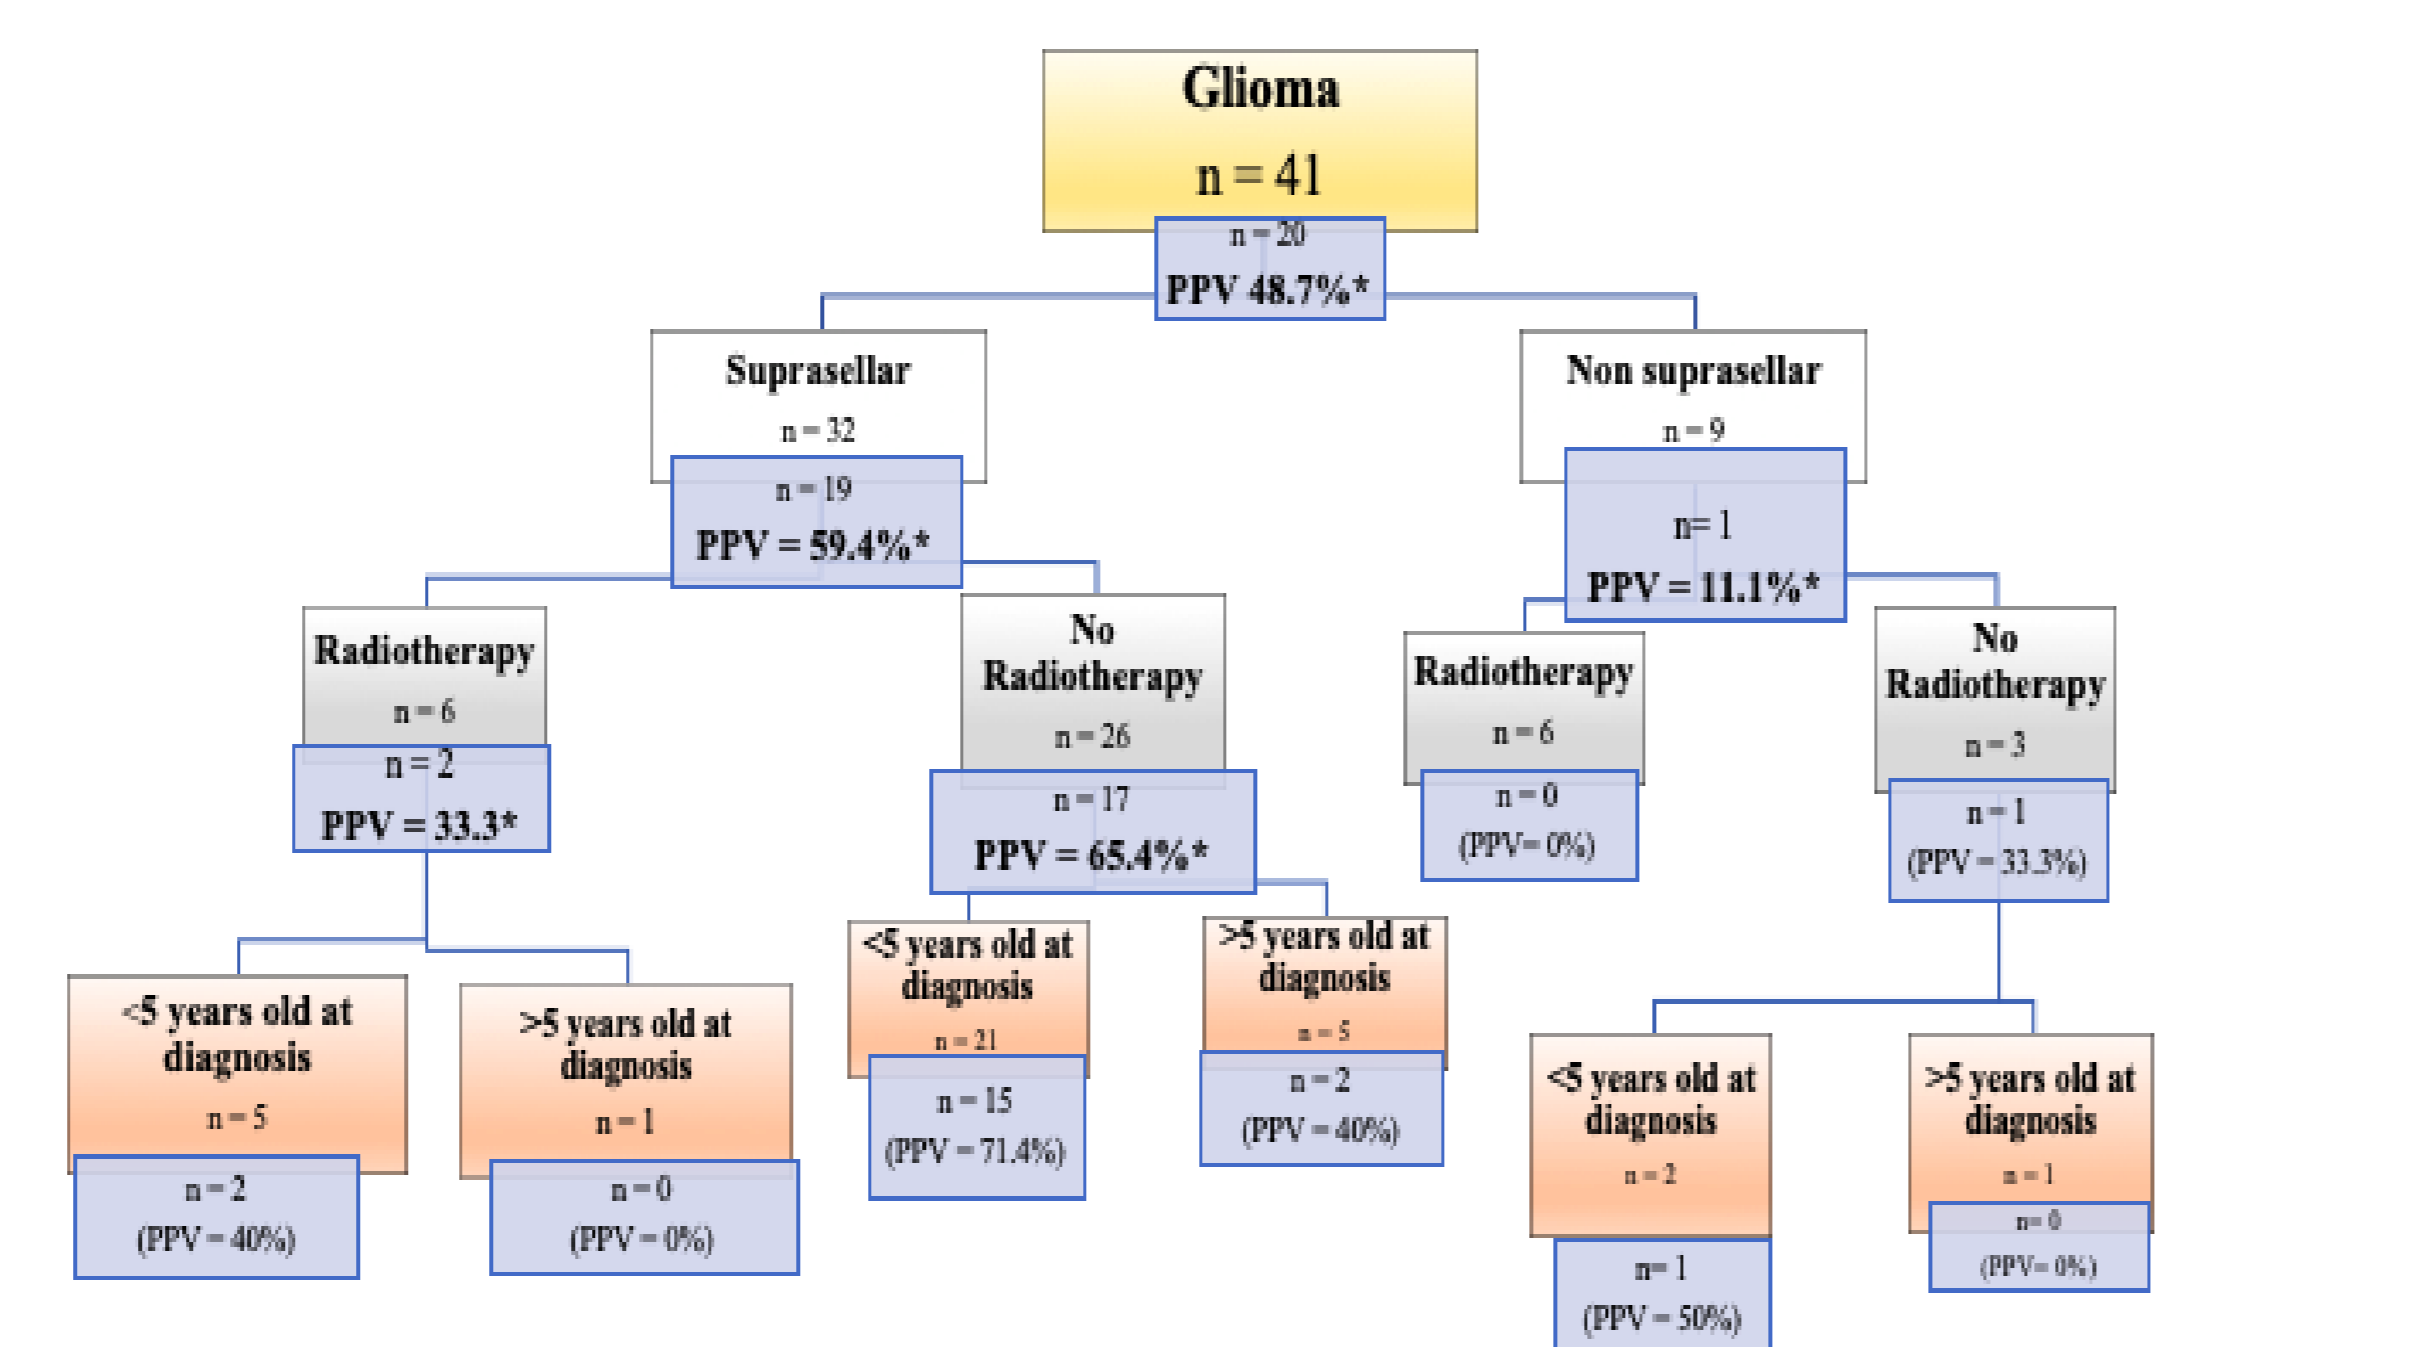 Glioma
n = 41
n = 20
PPV 48.7%*
Suprasellar
n = 32
n = 19
PPV = 59.4%*
Non suprasellar
n = 9
n= 1
PPV = 11.1%*
Radiotherapy
n = 6
n = 2
PPV = 33.3*
No
Radiotherapy
n = 26
n = 17
PPV = 65.4%*
Radiotherapy
n = 6
n = 0
(PPV= 0%)
No
Radiotherapy
n = 3
n = 1
(PPV = 33.3%)
<5 years old at
diagnosis
n = 5
n = 2
(PPV = 40%)
>5 years old at
diagnosis
n = 1
n = 0
(PPV = 0%)
<5 years old at
diagnosis
n = 21
n = 15
(PPV = 71.4%)
>5 years old at
diagnosis
n = 5
n = 2
(PPV = 40%)
<5 years old at
diagnosis
n = 2
n= 1
(PPV = 50%)
>5 years old at
diagnosis
n = 1
n= 0
(PPV= 0%)